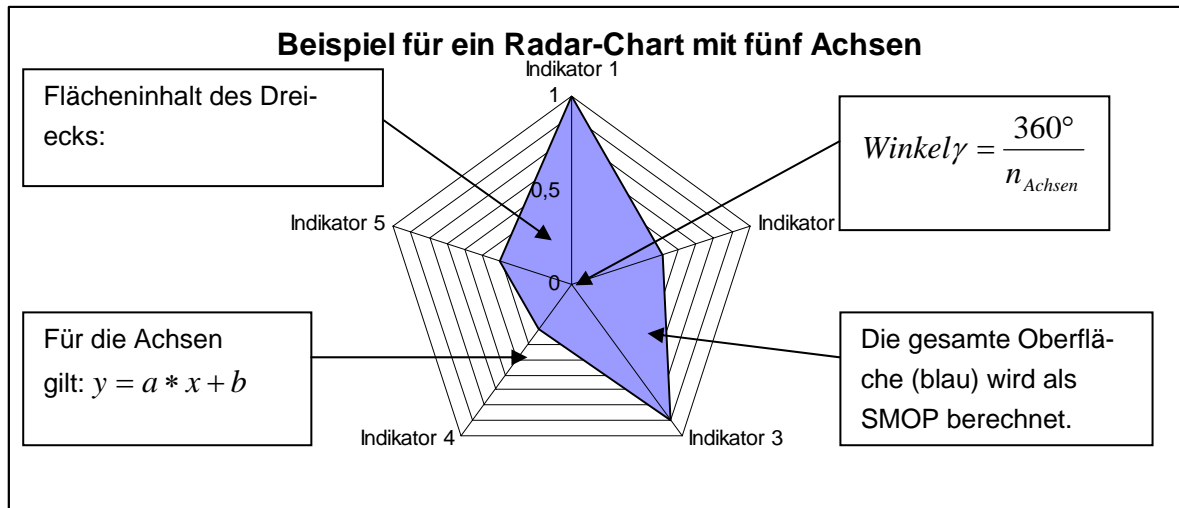 Beispiel für ein Radar-Chart mit fünf Achsen
Indikator 1
Flächeninhalt des Drei-
ecks:
1
0,5
0
Winkelγ = 360° / n_Achsen
Indikator 5
Indikator
Für die Achsen
gilt: y = a * x + b
Die gesamte Oberflä-
che (blau) wird als
SMOP berechnet.
Indikator 4
Indikator 3